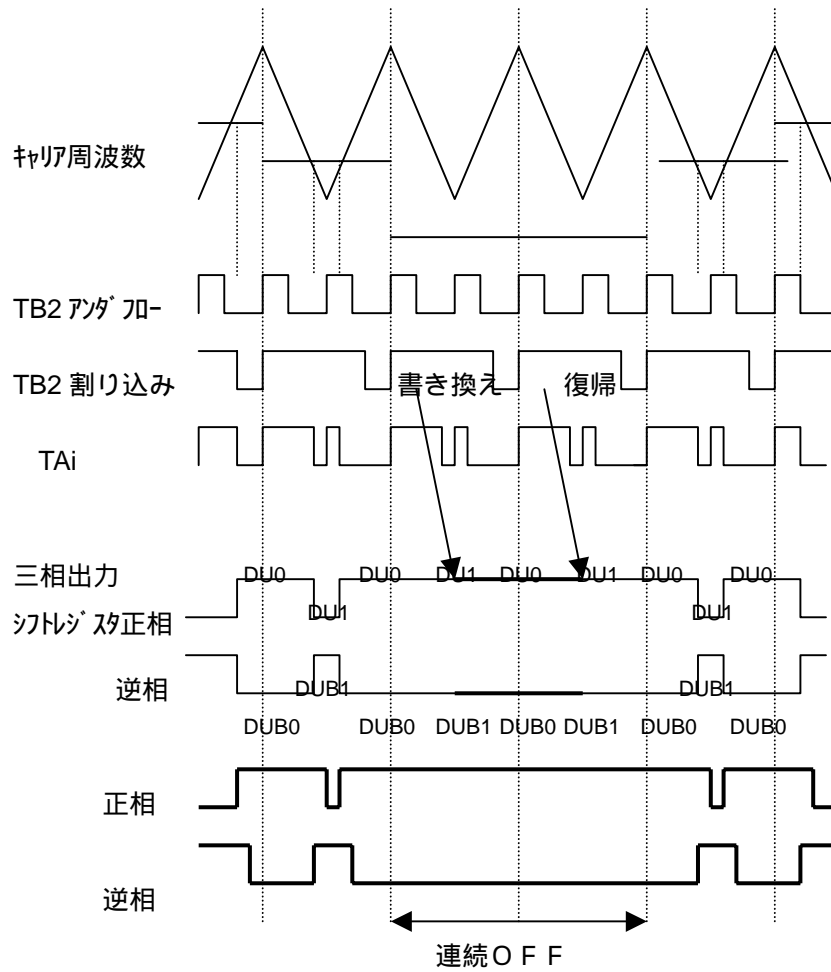 ｷｬﾘｱ周波数
TB2 ｱﾝﾀﾞﾌﾛｰ
TB2 割り込み
書き換え 復帰
TAi
三相出力
DU0 DU0 DU1 DU0 DU1 DU0 DU0
ｼﾌﾄﾚｼﾞｽﾀ正相
DU1 DU1
逆相
DUB1 DUB1
DUB0 DUB0 DUB1 DUB0 DUB1 DUB0 DUB0
正相
逆相
連続ＯＦＦ